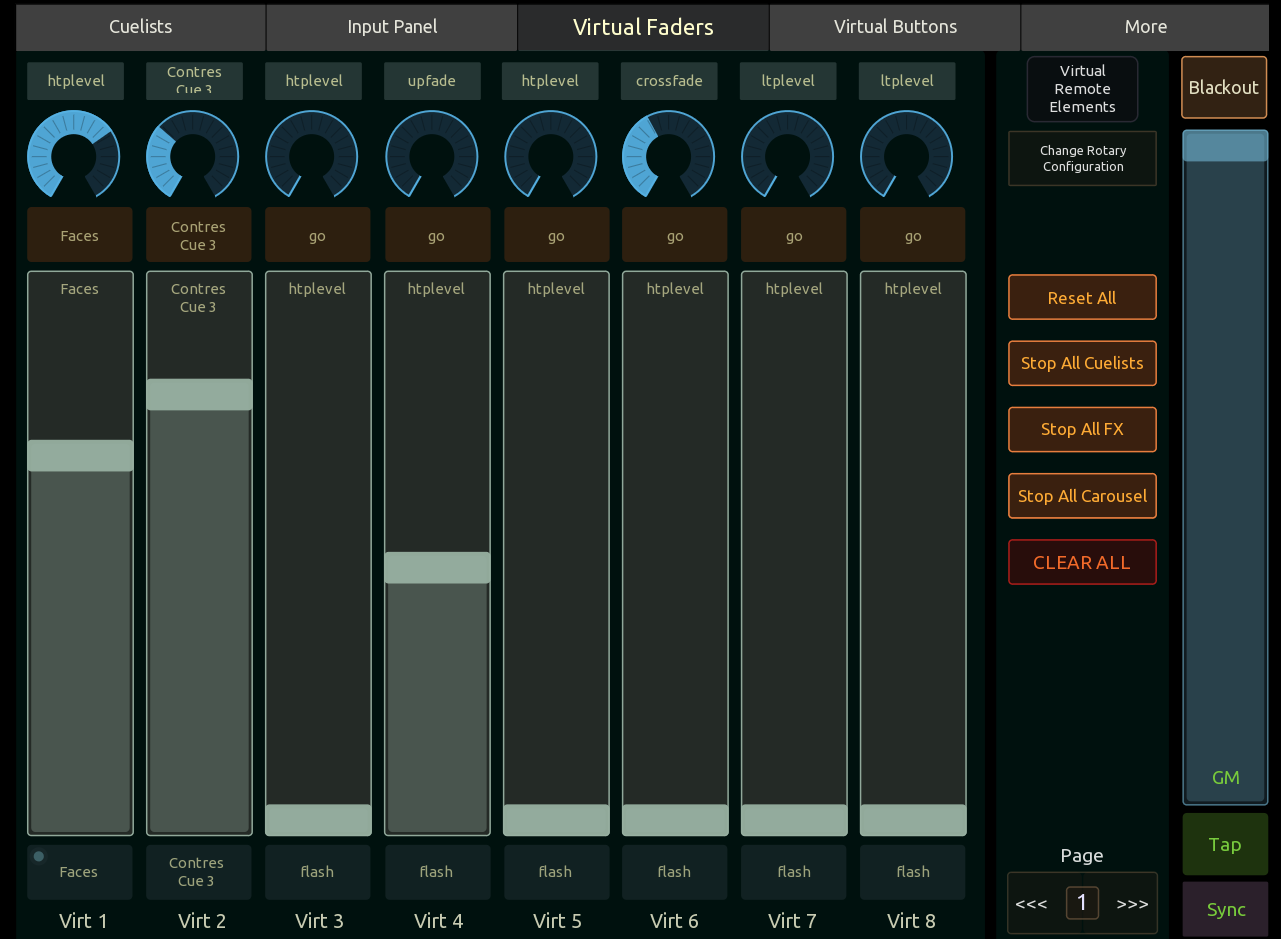 Cuelists
Input Panel
Virtual Faders
Virtual Buttons
More
htplevel
Contres
Cue 3
htplevel
upfade
htplevel
crossfade
ltplevel
ltplevel
Virtual
Remote
Elements
Blackout
Change Rotary
Configuration
Faces
Contres
Cue 3
go
go
go
go
go
go
Faces
Contres
Cue 3
htplevel
htplevel
htplevel
htplevel
htplevel
htplevel
Reset All
Stop All Cuelists
Stop All FX
Stop All Carousel
CLEAR ALL
GM
Tap
Page
<<<
1
>>>
Sync
Faces
Contres
Cue 3
flash
flash
flash
flash
flash
flash
Virt 1
Virt 2
Virt 3
Virt 4
Virt 5
Virt 6
Virt 7
Virt 8